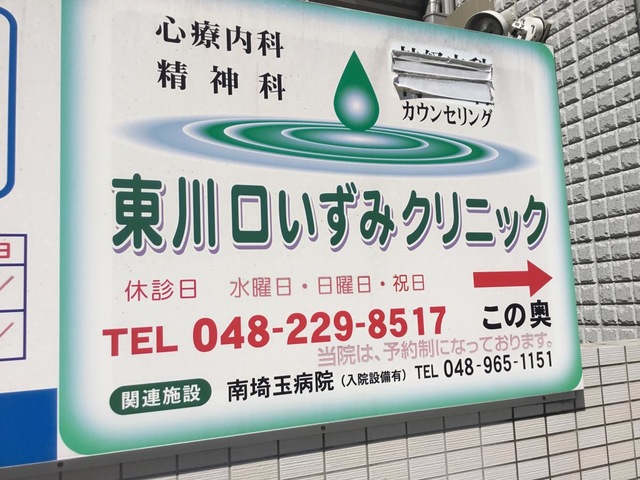 心療内科
精神科
カウンセリング
東川口いずみクリニック
休診日 水曜日・日曜日・祝日
TEL 048-229-8517
この奥
当院は、予約制になっております。
関連施設 南埼玉病院（入院設備有） TEL 048-965-1151
日